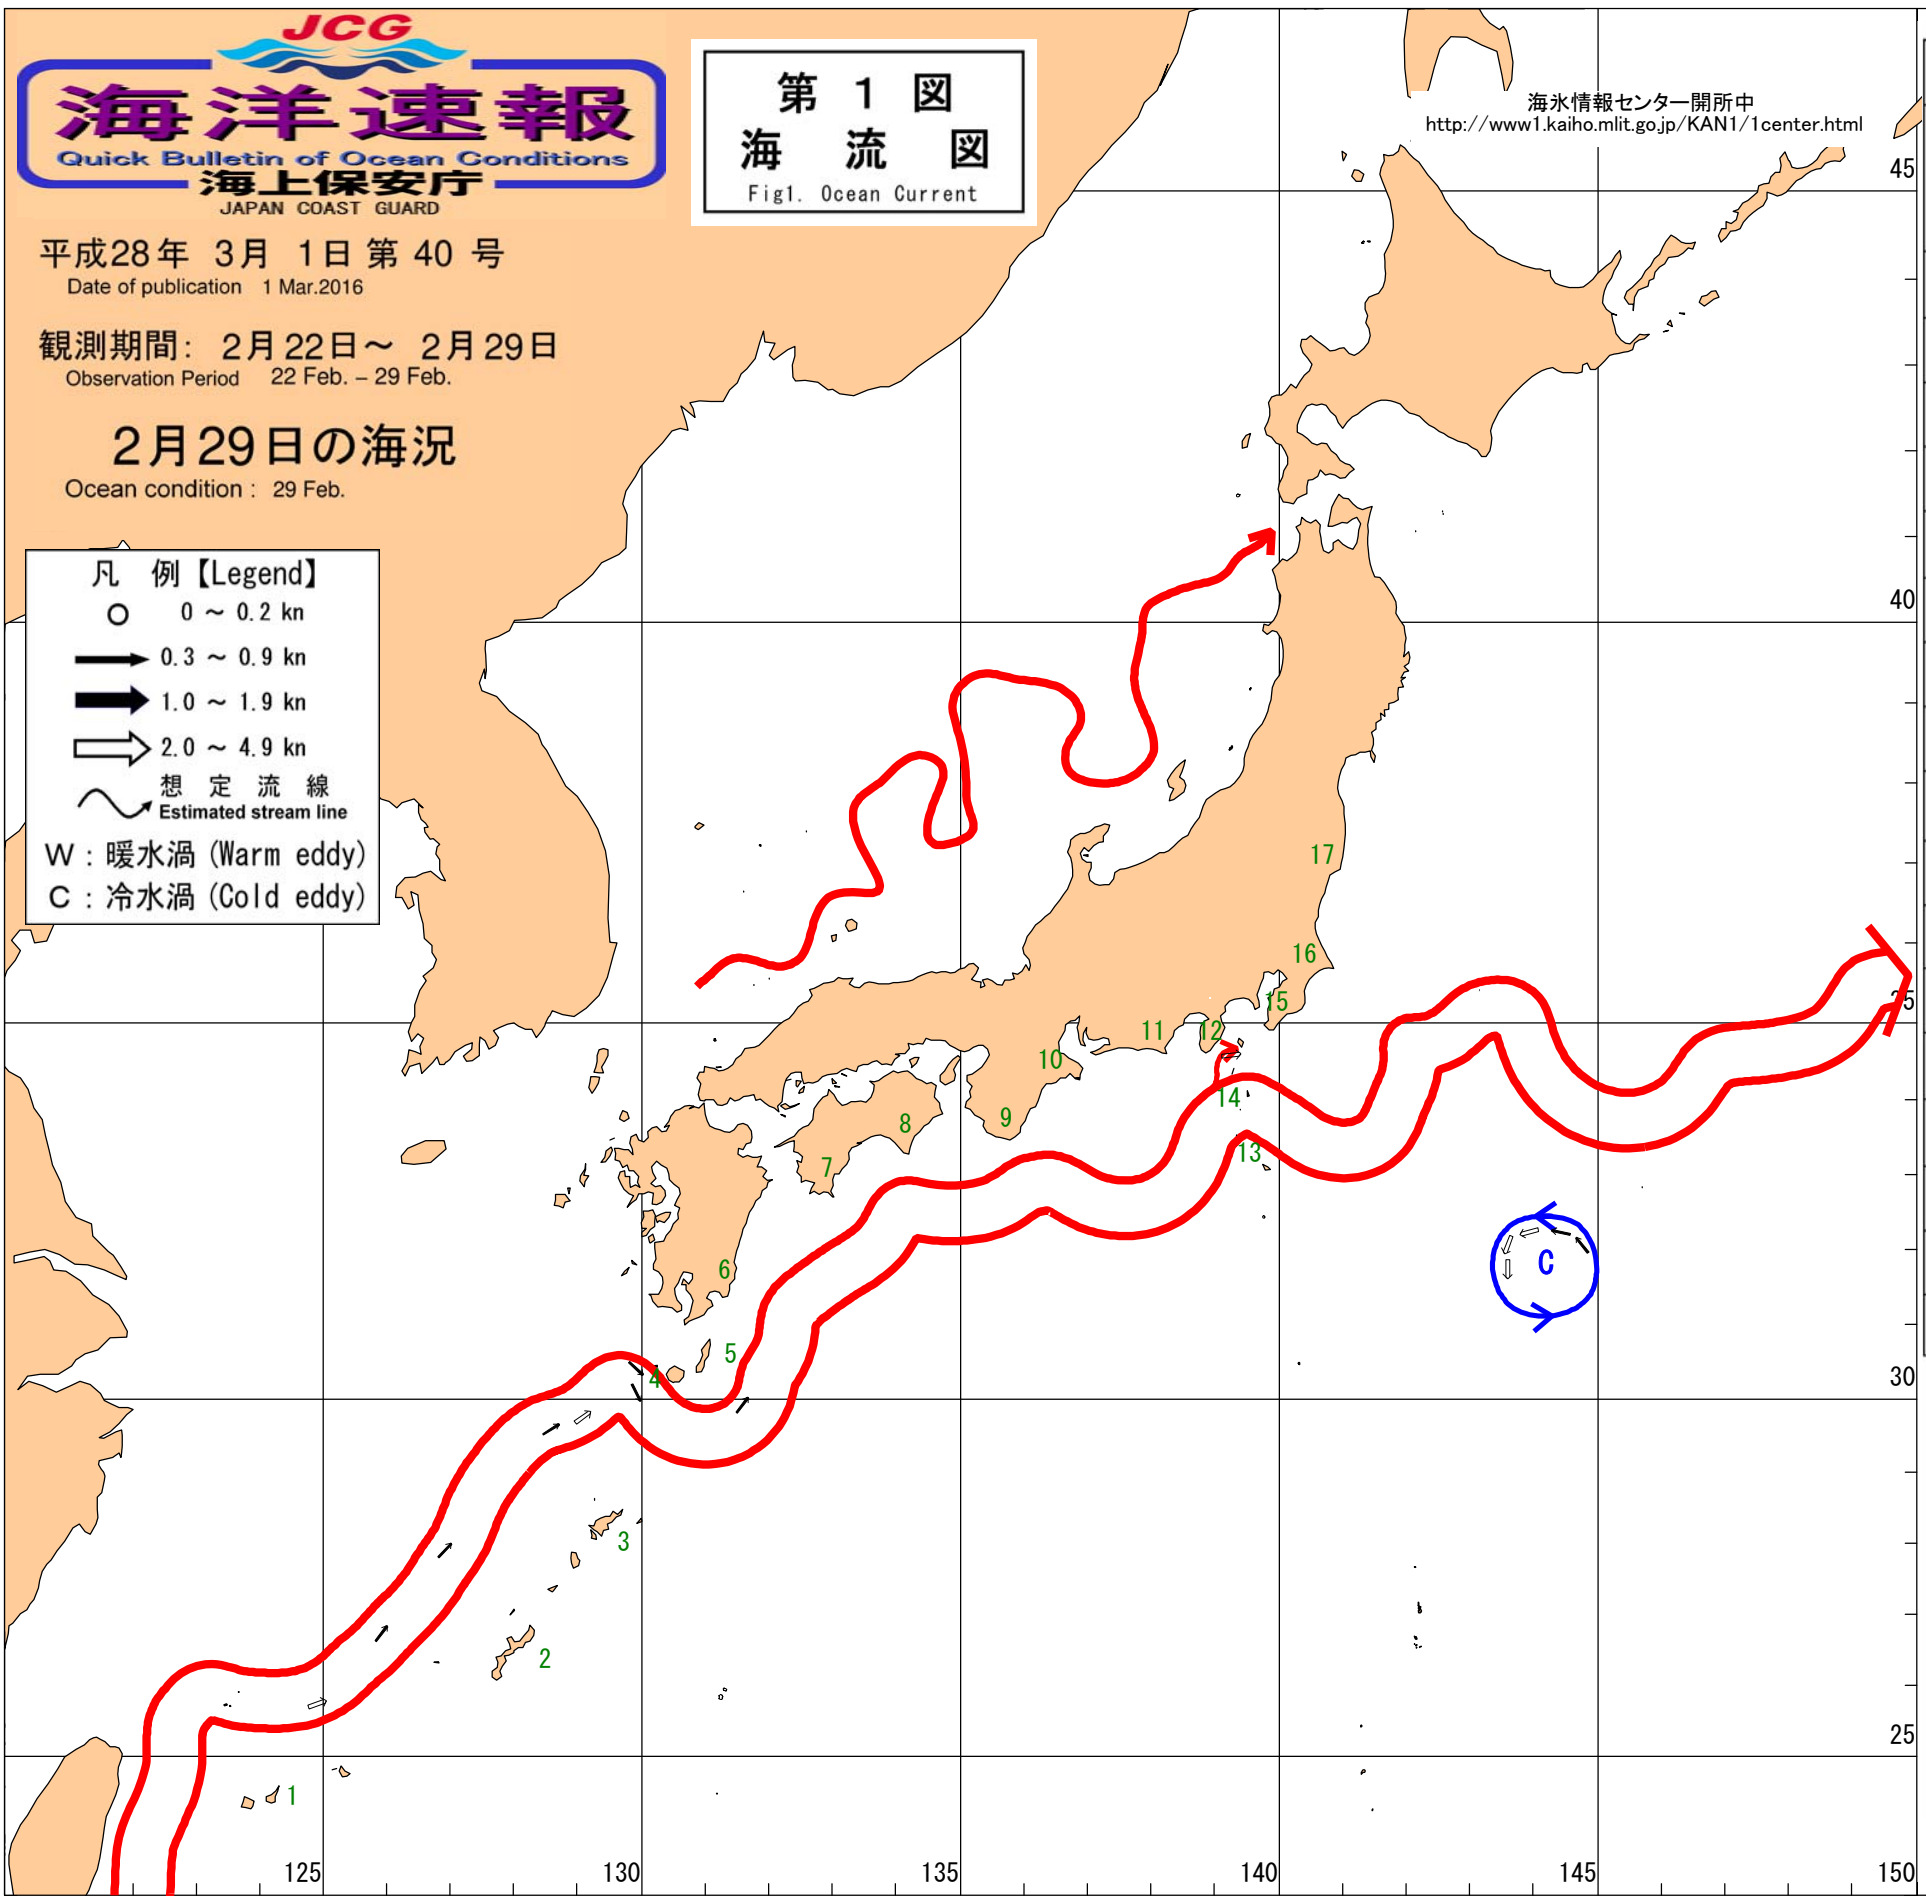 JCG
海洋速報
Quick Bulletin of Ocean Conditions
海上保安庁
JAPAN COAST GUARD
平成28年 3月 1日 第 40 号
Date of publication 1 Mar.2016
観測期間: 2月22日～ 2月29日
Observation Period 22 Feb. – 29 Feb.
2月29日の海況
Ocean condition : 29 Feb.
第 1 図
海 流 図
Fig1. Ocean Current
海氷情報センター開所中
http://www1.kaiho.mlit.go.jp/KAN1/1center.html
凡 例【Legend】
0 ～ 0.2 kn
0.3 ～ 0.9 kn
1.0 ～ 1.9 kn
2.0 ～ 4.9 kn
想 定 流 線
Estimated stream line
W : 暖水渦 (Warm eddy)
C : 冷水渦 (Cold eddy)
45
40
35
30
25
17
16
15
12
11
10
14
13
9
8
7
6
5
4
3
2
1
C
125
130
135
140
145
150